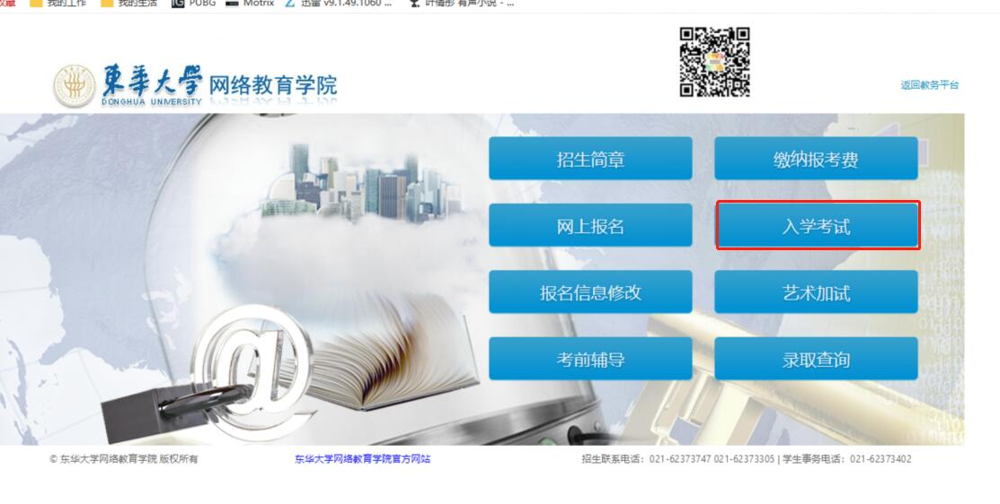 收藏 我的工作 我的生活 PUBG Motrix 迅雷 v9.1.49.1060 ... 叶倩彤 有声小说 - ...
東華大學 网络教育学院
DONGHUA UNIVERSITY
返回教务平台
招生简章 缴纳报考费
网上报名 入学考试
报名信息修改 艺术加试
考前辅导 录取查询
© 东华大学网络教育学院 版权所有 东华大学网络教育学院官方网站 招生联系电话：021-62373747 021-62373305 | 学生事务电话：021-62373402